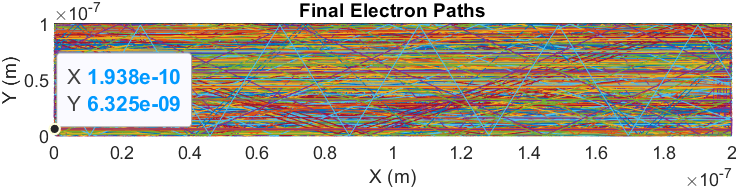 Final Electron Paths
×10⁻⁷
1
0.5
0
Y (m)
X 1.938e-10
Y 6.325e-09
0 0.2 0.4 0.6 0.8 1 1.2 1.4 1.6 1.8 2
X (m)
×10⁻⁷